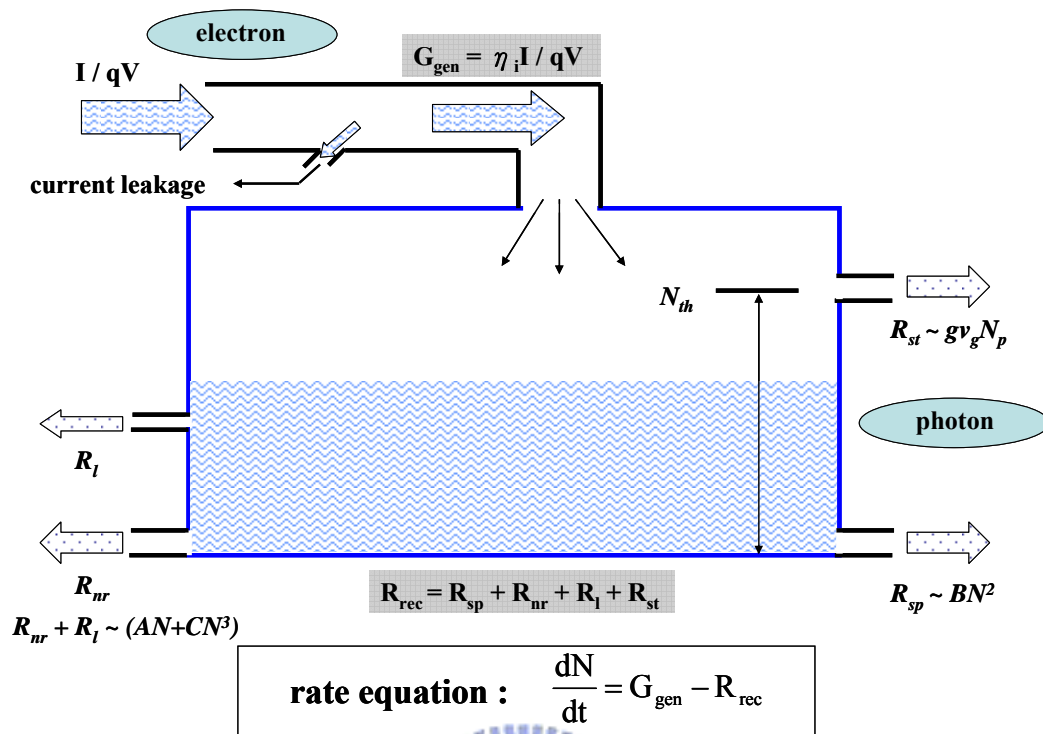 electron
G_gen = η_i I / qV
I / qV
current leakage
N_th
R_st ~ gv_gN_p
photon
R_l
R_nr
R_nr + R_l ~ (AN+CN³)
R_rec = R_sp + R_nr + R_l + R_st
R_sp ~ BN²
rate equation : dN/dt = G_gen − R_rec